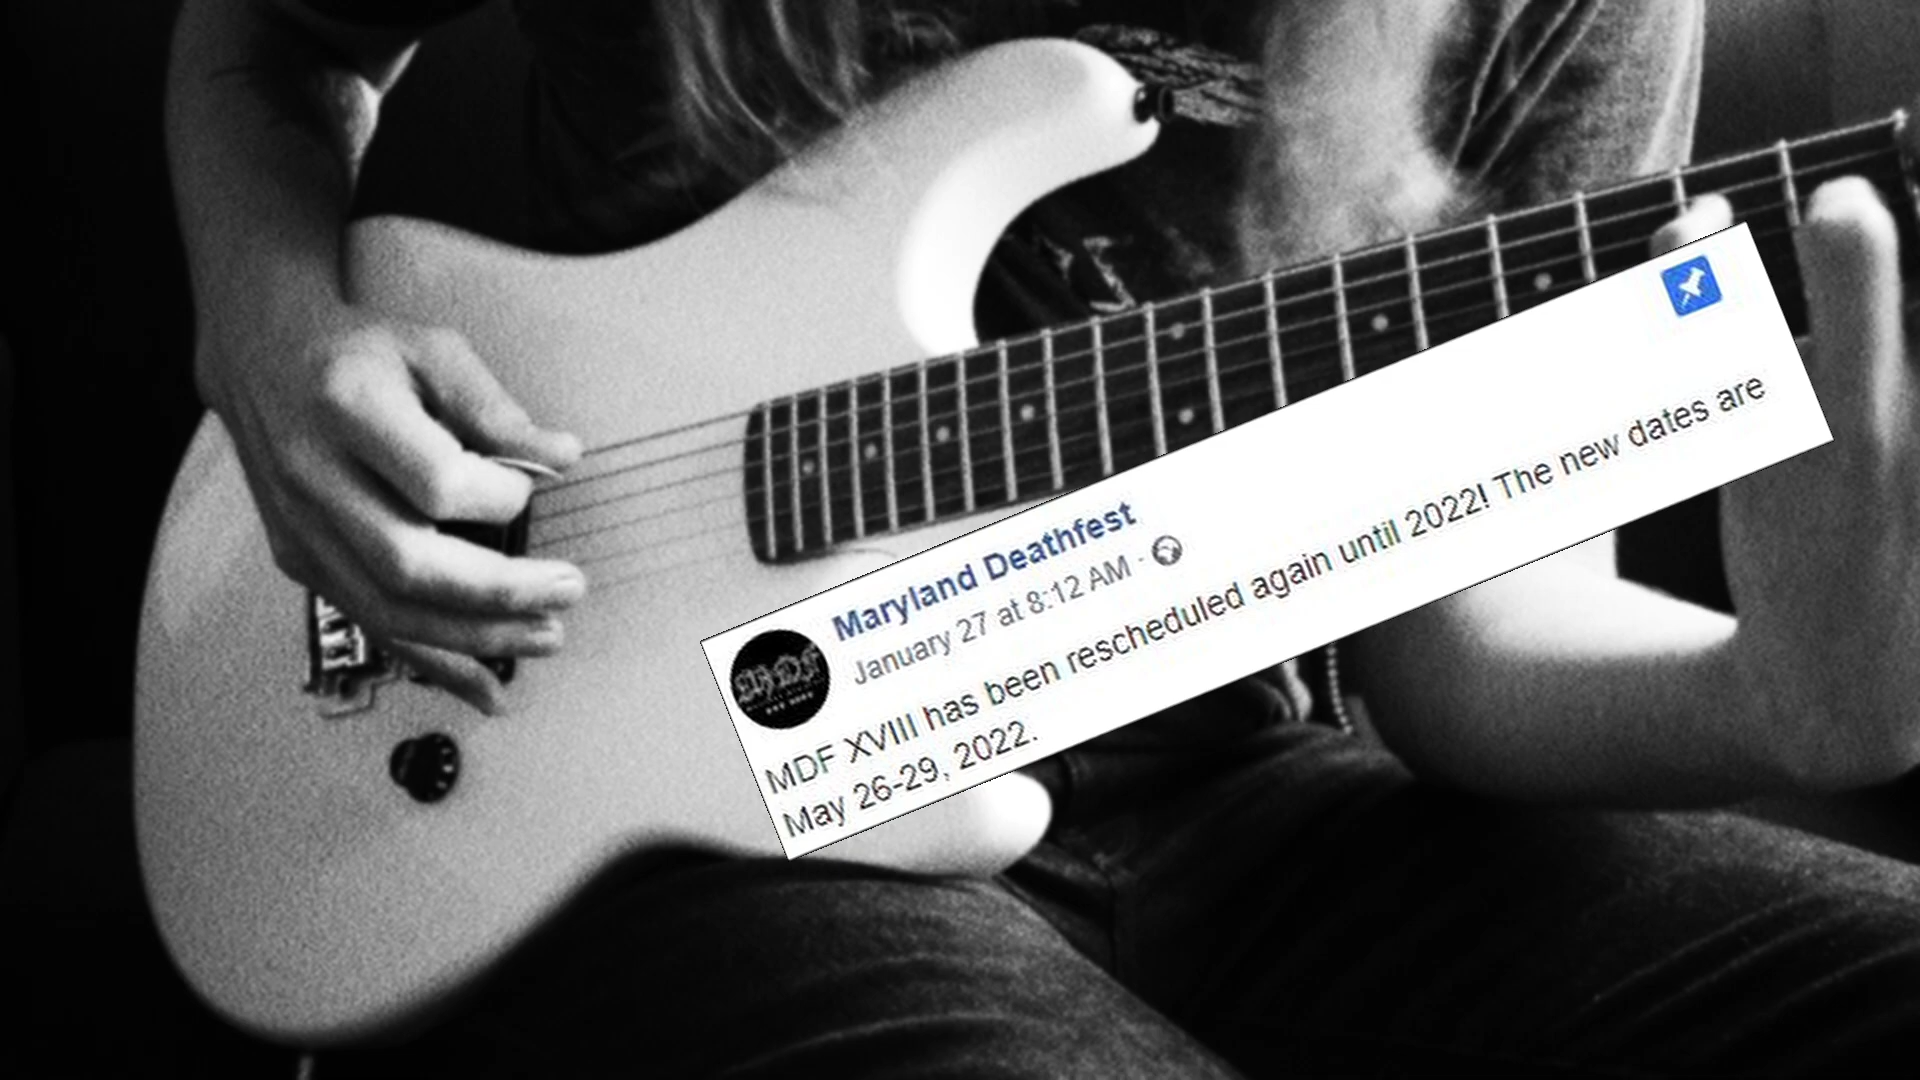 Maryland Deathfest
January 27 at 8:12 AM ·
MDF XVIII has been rescheduled again until 2022! The new dates are
May 26-29, 2022.